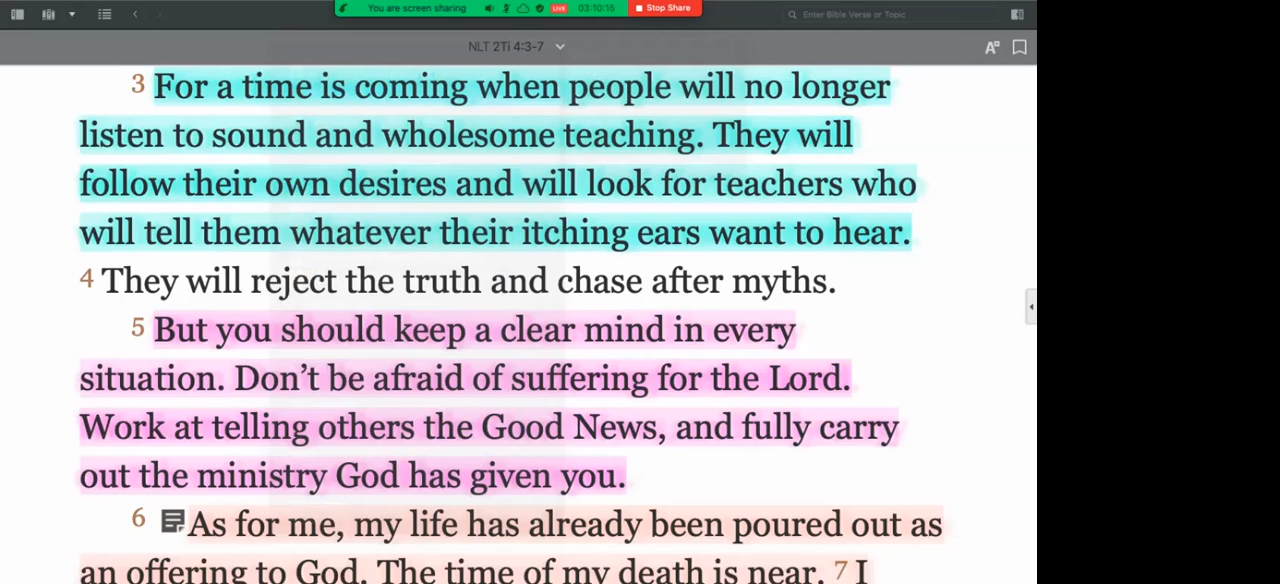 You are screen sharing LIVE 03:10:15 Stop Share
Enter Bible Verse or Topic
NLT 2Ti 4:3-7
3 For a time is coming when people will no longer
listen to sound and wholesome teaching. They will
follow their own desires and will look for teachers who
will tell them whatever their itching ears want to hear.
4 They will reject the truth and chase after myths.
5 But you should keep a clear mind in every
situation. Don’t be afraid of suffering for the Lord.
Work at telling others the Good News, and fully carry
out the ministry God has given you.
6 As for me, my life has already been poured out as
an offering to God. The time of my death is near. 7 I